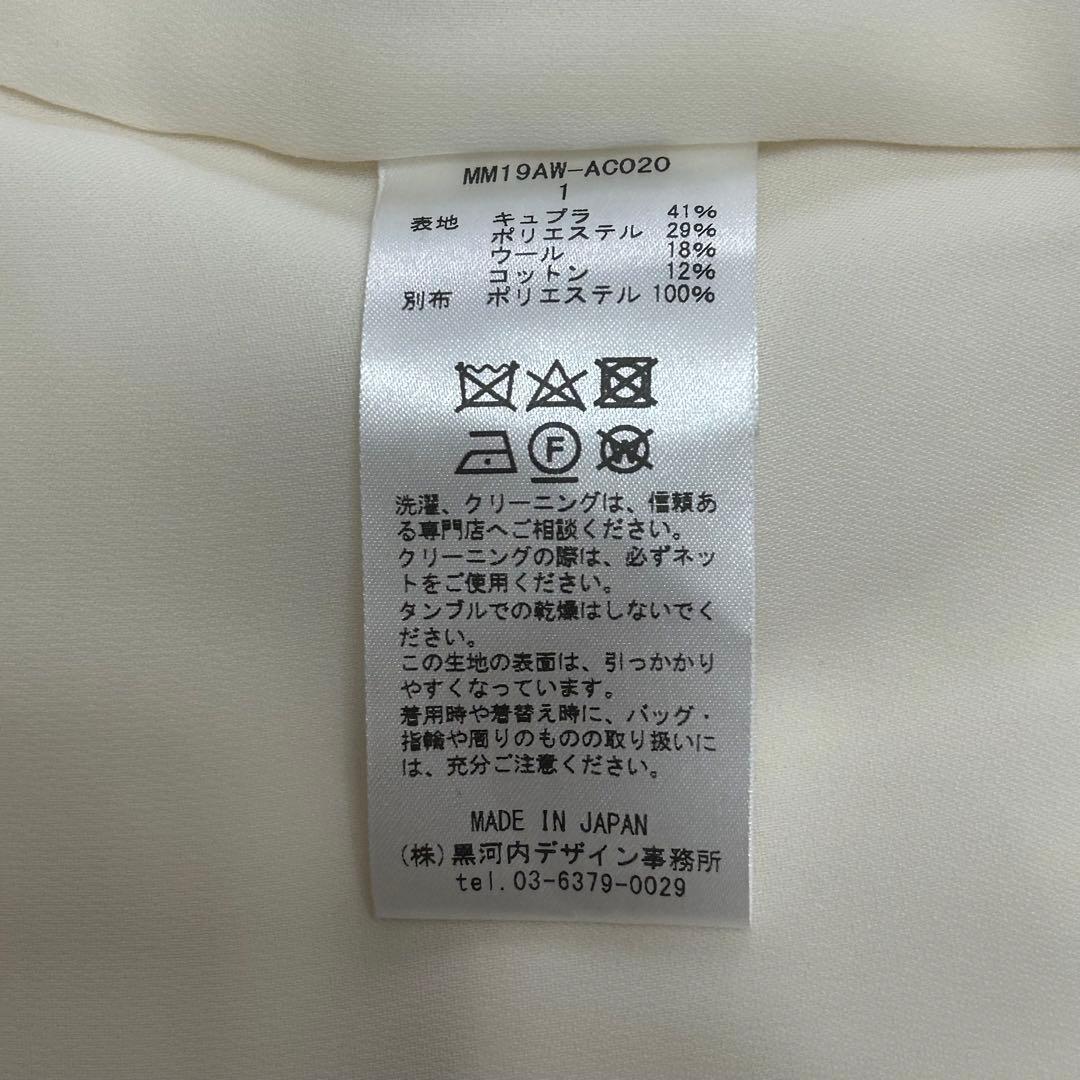 MM19AW-AC020
1
表地 キュプラ 41%
ポリエステル 29%
ウール 18%
コットン 12%
別布 ポリエステル 100%
F
W
洗濯、クリーニングは、信頼あ
る専門店へご相談ください。
クリーニングの際は、必ずネッ
トをご使用ください。
タンブルでの乾燥はしないでく
ださい。
この生地の表面は、引っかかり
やすくなっています。
着用時や着替え時に、バッグ・
指輪や周りのものの取り扱いに
は、充分ご注意ください。
MADE IN JAPAN
(株)黒河内デザイン事務所
tel.03-6379-0029